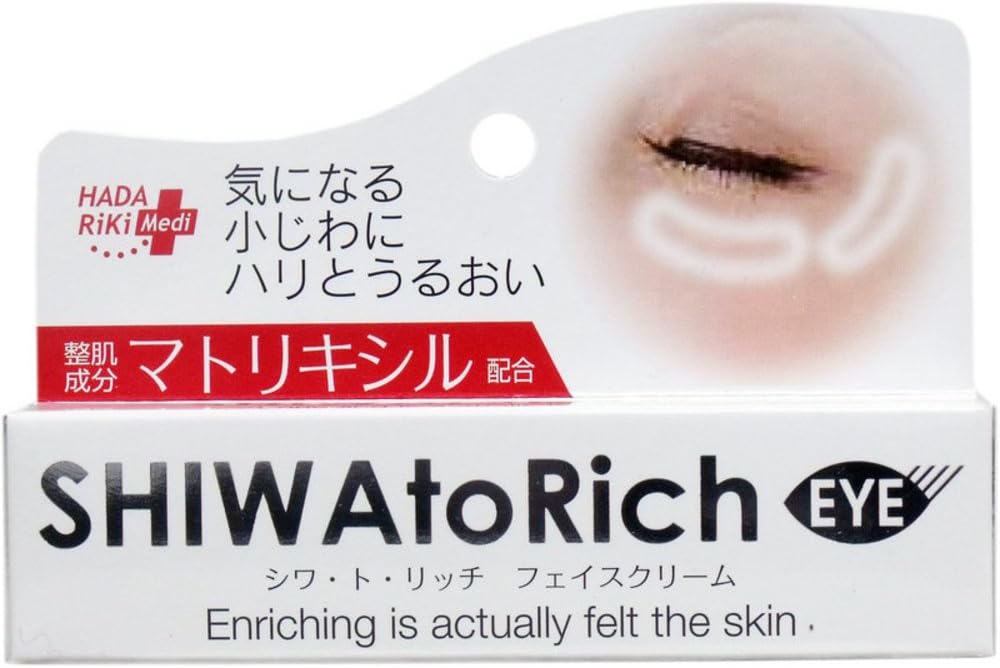 HADA
RiKi Medi
気になる
小じわに
ハリとうるおい
整肌
成分
マトリキシル 配合
SHIWAtoRich EYE
シワ・ト・リッチ フェイスクリーム
Enriching is actually felt the skin .